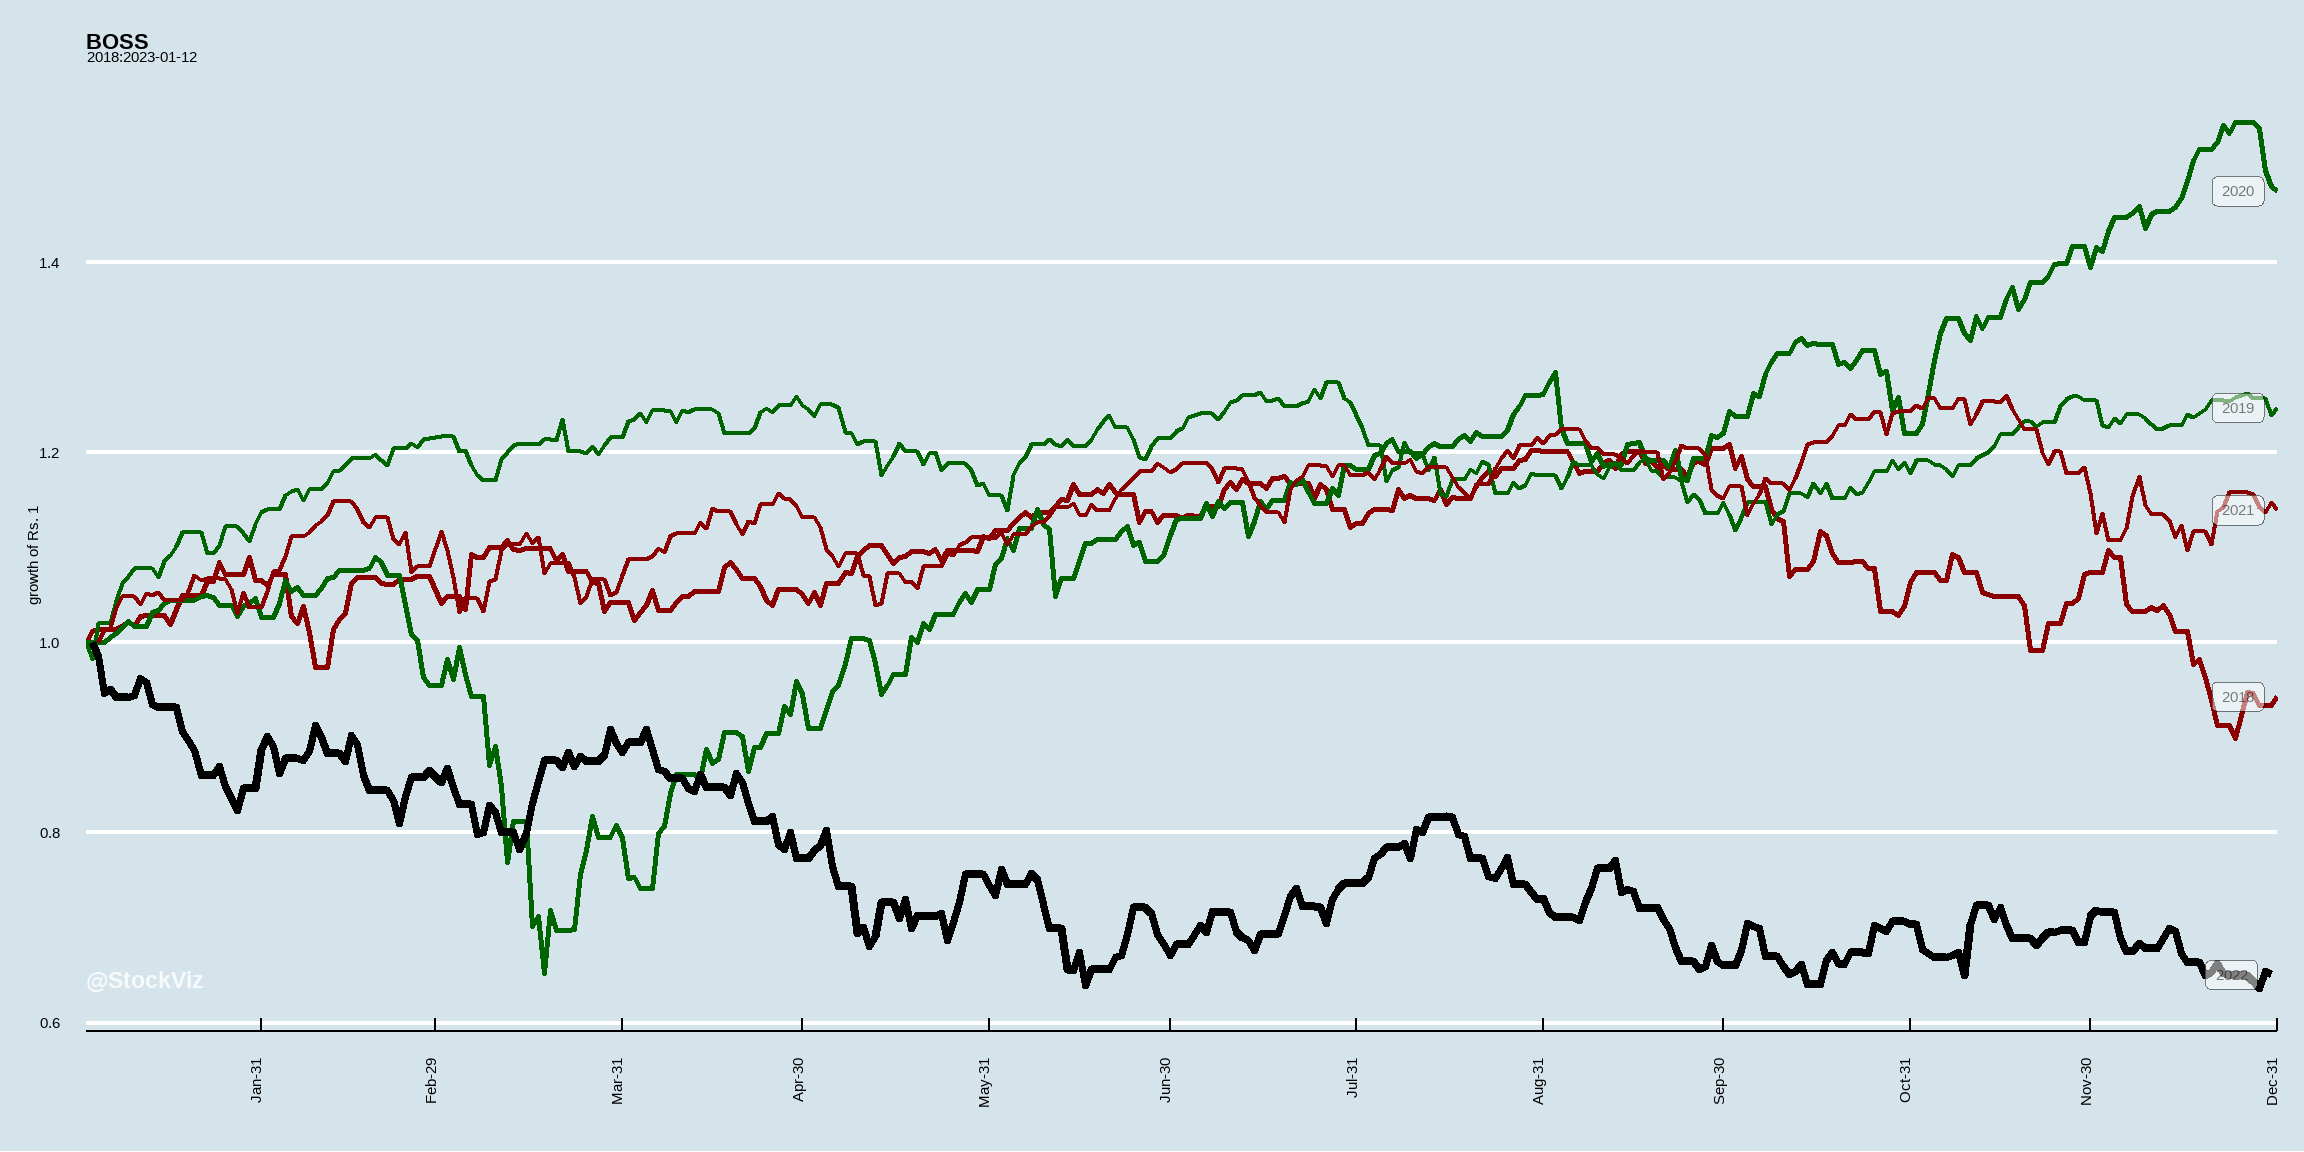 BOSS
2018:2023-01-12
growth of Rs. 1
1.4
1.2
1.0
0.8
0.6
2020
2019
2021
2018
2022
@StockViz
Jan-31
Feb-29
Mar-31
Apr-30
May-31
Jun-30
Jul-31
Aug-31
Sep-30
Oct-31
Nov-30
Dec-31